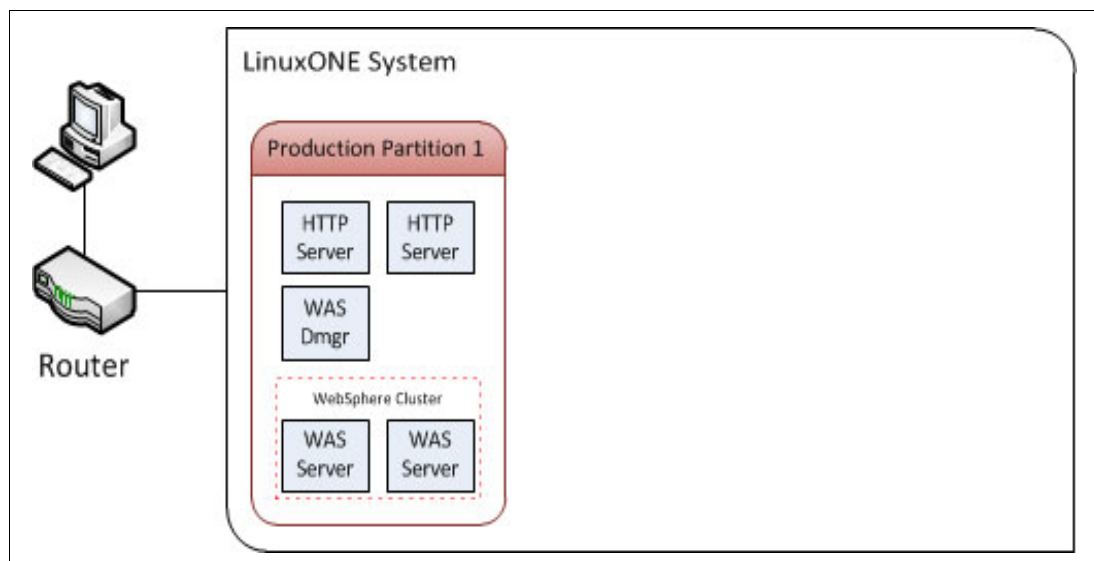 LinuxONE System
Production Partition 1
HTTP
Server
HTTP
Server
WAS
Dmgr
Router
WebSphere Cluster
WAS
Server
WAS
Server